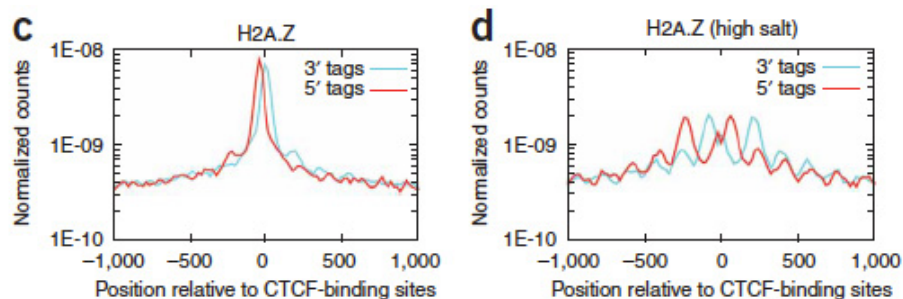 c
H2A.Z
1E-08
1E-09
1E-10
Normalized counts
3′ tags
5′ tags
–1,000
–500
0
500
1,000
Position relative to CTCF-binding sites
d
H2A.Z (high salt)
1E-08
1E-09
1E-10
Normalized counts
3′ tags
5′ tags
–1,000
–500
0
500
1,000
Position relative to CTCF-binding sites